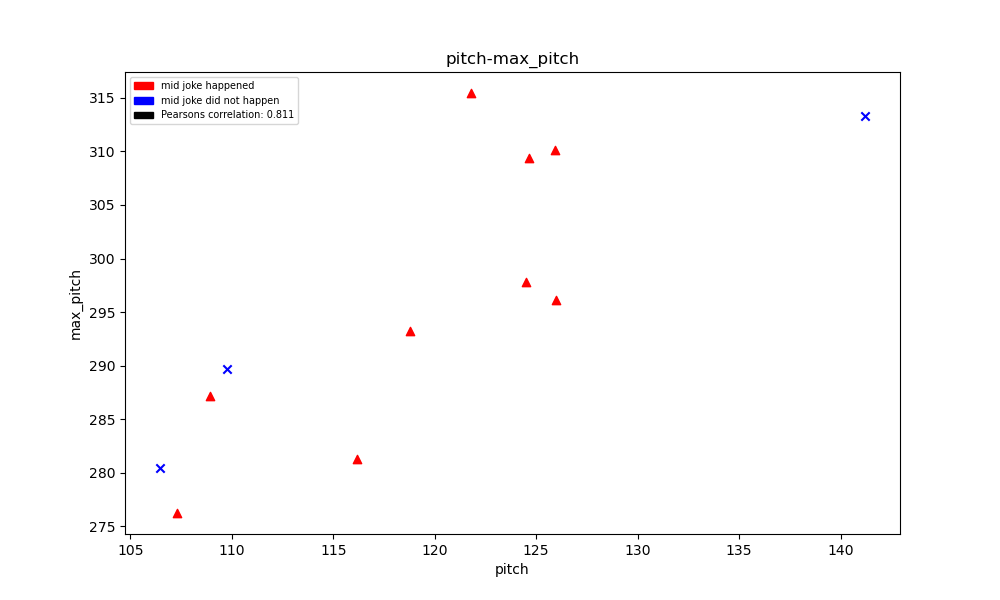 pitch-max_pitch
mid joke happened
mid joke did not happen
Pearsons correlation: 0.811
max_pitch
315
310
305
300
295
290
285
280
275
105 110 115 120 125 130 135 140
pitch